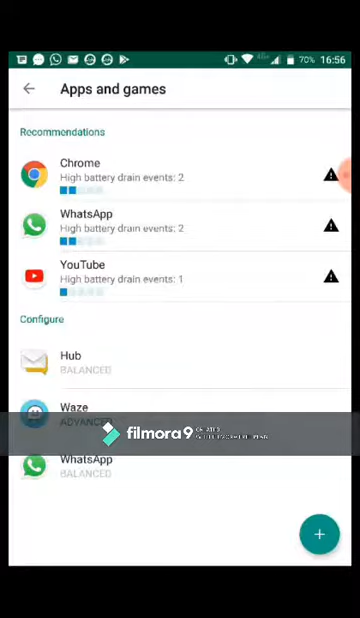 70% 16:56
Apps and games
Recommendations
Chrome
High battery drain events: 2
WhatsApp
High battery drain events: 2
YouTube
High battery drain events: 1
Configure
Hub
BALANCED
Waze
ADVANCED
filmora9
CREATED
WhatsApp
BALANCED